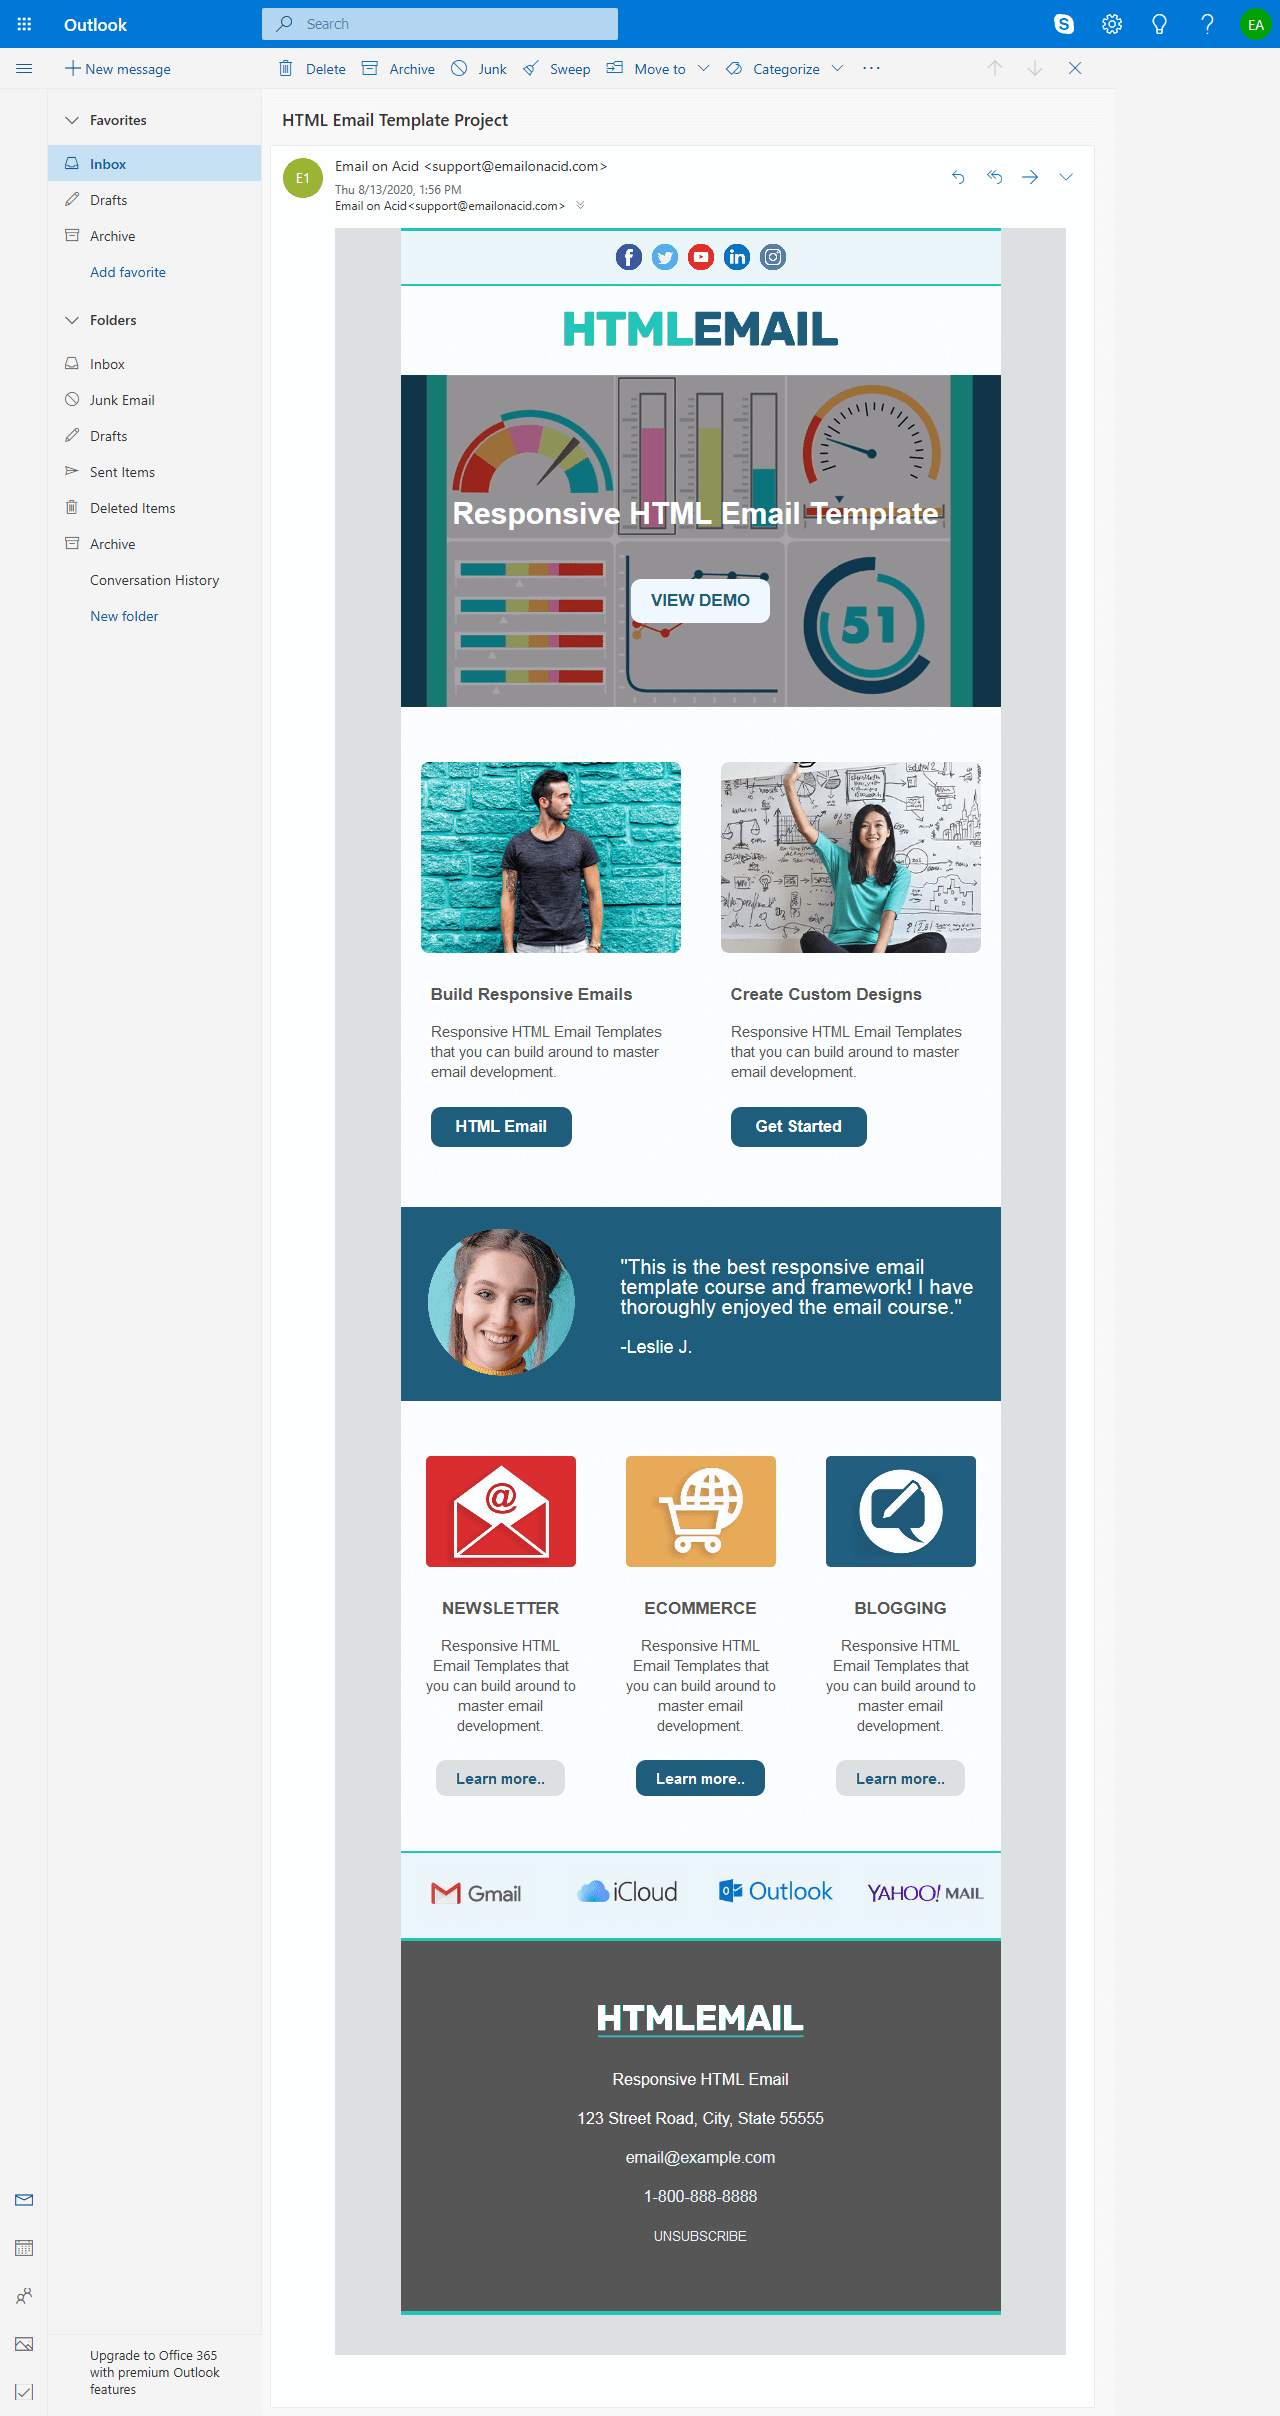 Outlook
Search
EA
New message
Delete
Archive
Junk
Sweep
Move to
Categorize
Favorites
Inbox
Drafts
Archive
Add favorite
Folders
Inbox
Junk Email
Drafts
Sent Items
Deleted Items
Archive
Conversation History
New folder
HTML Email Template Project
E1
Email on Acid <support@emailonacid.com>
Thu 8/13/2020, 1:56 PM
Email on Acid<support@emailonacid.com>
HTMLEMAIL
Responsive HTML Email Template
VIEW DEMO
51
Build Responsive Emails
Responsive HTML Email Templates
that you can build around to master
email development.
HTML Email
Create Custom Designs
Responsive HTML Email Templates
that you can build around to master
email development.
Get Started
"This is the best responsive email
template course and framework! I have
thoroughly enjoyed the email course."
-Leslie J.
NEWSLETTER
Responsive HTML
Email Templates that
you can build around to
master email
development.
Learn more..
ECOMMERCE
Responsive HTML
Email Templates that
you can build around to
master email
development.
Learn more..
BLOGGING
Responsive HTML
Email Templates that
you can build around to
master email
development.
Learn more..
Gmail
iCloud
Outlook
YAHOO! MAIL
HTMLEMAIL
Responsive HTML Email
123 Street Road, City, State 55555
email@example.com
1-800-888-8888
UNSUBSCRIBE
Upgrade to Office 365
with premium Outlook
features